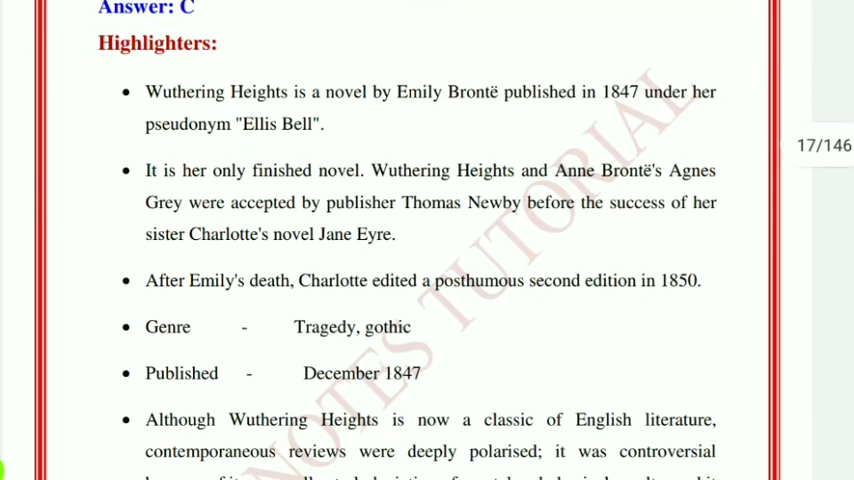 Answer: C
Highlighters:
• Wuthering Heights is a novel by Emily Brontë published in 1847 under her
pseudonym "Ellis Bell".
• It is her only finished novel. Wuthering Heights and Anne Brontë's Agnes
Grey were accepted by publisher Thomas Newby before the success of her
sister Charlotte's novel Jane Eyre.
• After Emily's death, Charlotte edited a posthumous second edition in 1850.
• Genre - Tragedy, gothic
• Published - December 1847
• Although Wuthering Heights is now a classic of English literature,
contemporaneous reviews were deeply polarised; it was controversial
17/146
NOTES TUTORIAL